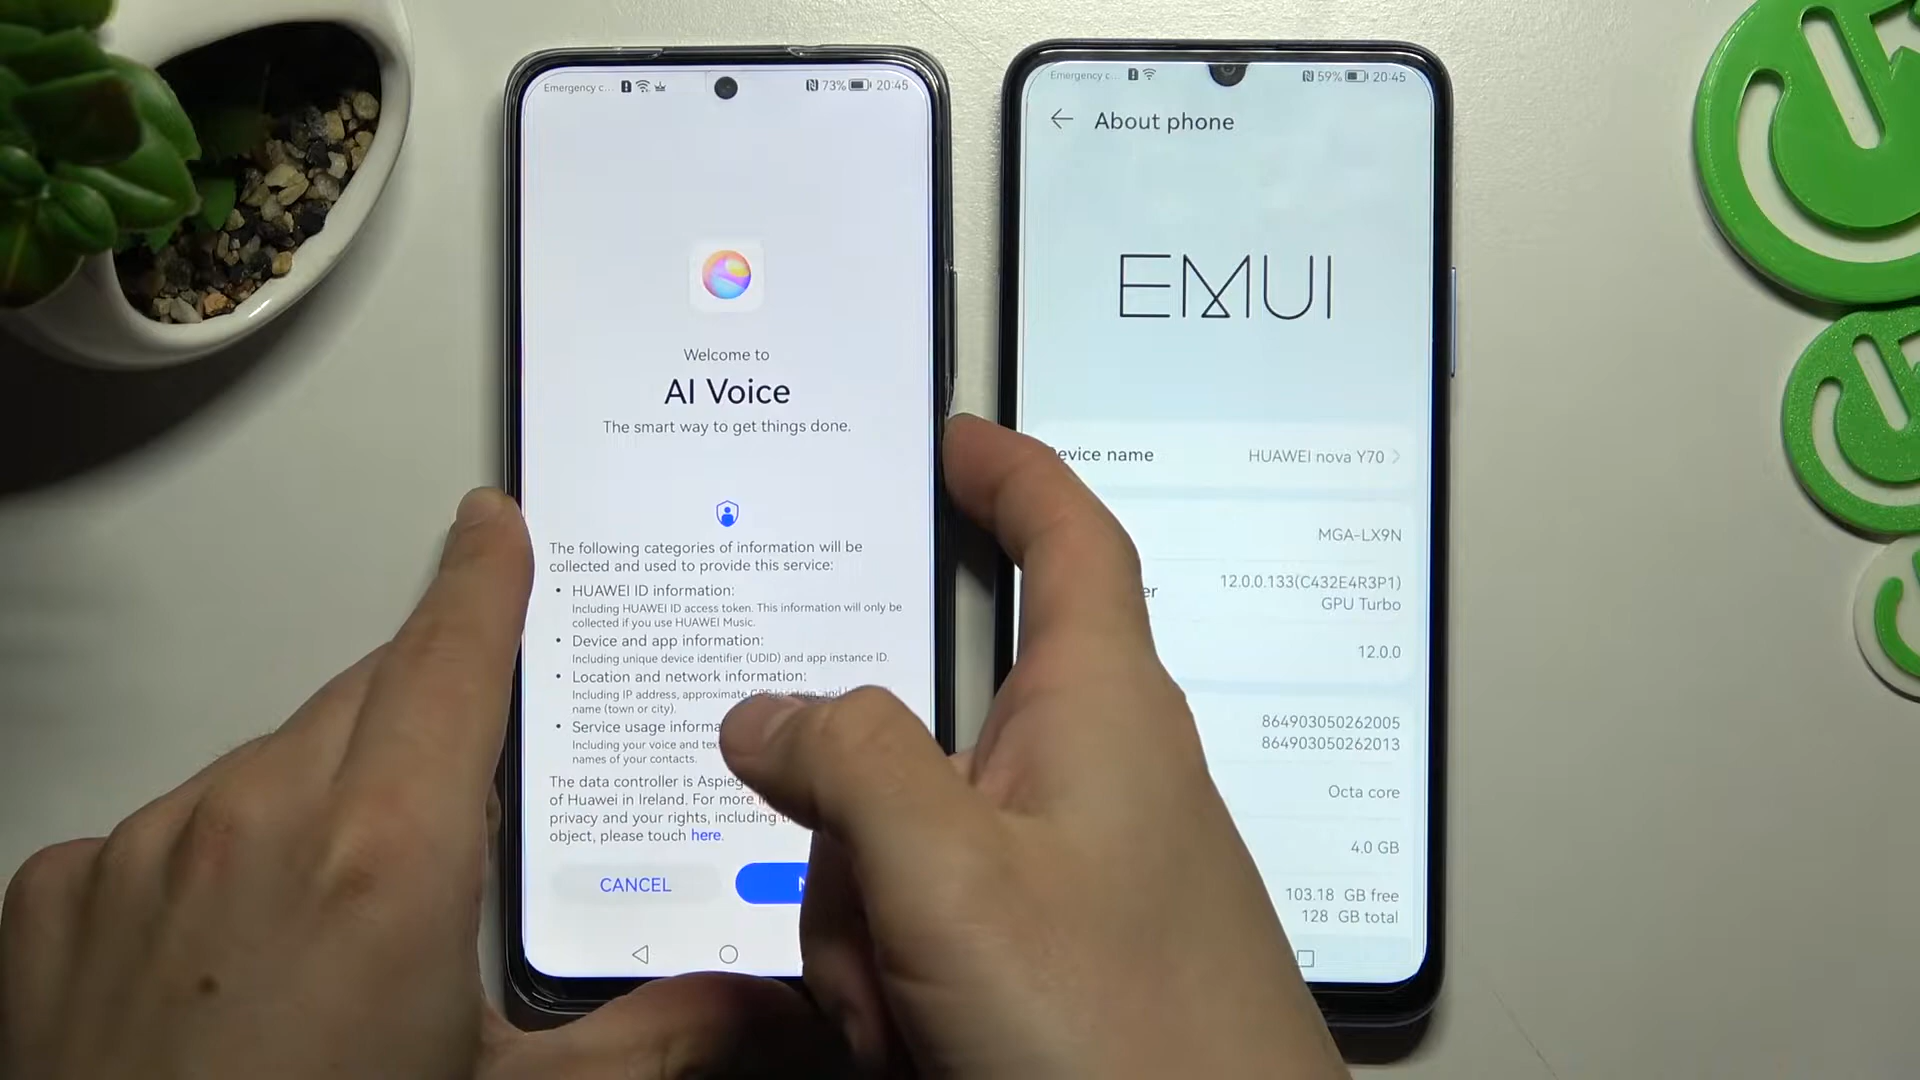 Emergency c... 73% 20:45
Welcome to
AI Voice
The smart way to get things done.
The following categories of information will be
collected and used to provide this service:
• HUAWEI ID information:
Including HUAWEI ID access token. This information will only be
collected if you use HUAWEI Music.
• Device and app information:
Including unique device identifier (UDID) and app instance ID.
• Location and network information:
Including IP address, approximate GPS location, and
name (town or city).
• Service usage informa
Including your voice and tex
names of your contacts.
The data controller is Aspieg
of Huawei in Ireland. For more i
privacy and your rights, including t
object, please touch here.
CANCEL N
Emergency c... 59% 20:45
About phone
EMUI
evice name HUAWEI nova Y70
MGA-LX9N
er 12.0.0.133(C432E4R3P1)
GPU Turbo
12.0.0
864903050262005
864903050262013
Octa core
4.0 GB
103.18 GB free
128 GB total